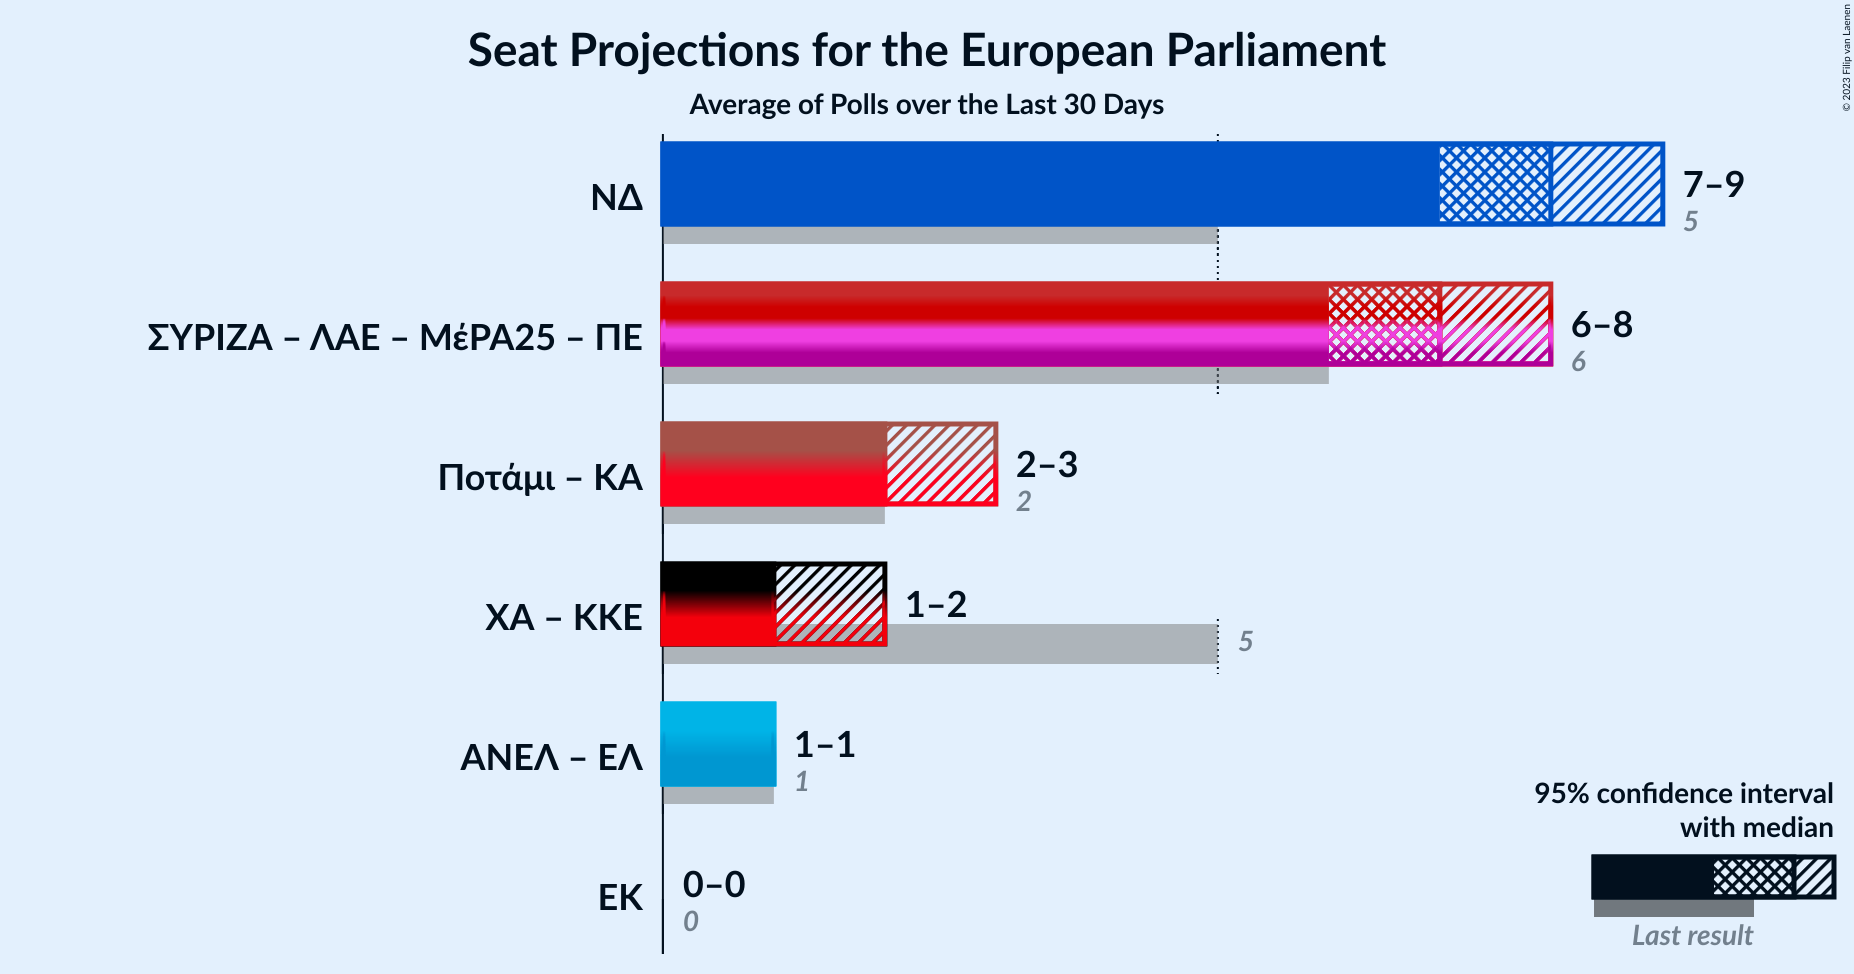 Seat Projections for the European Parliament
Average of Polls over the Last 30 Days
© 2023 Filip van Laenen
ΝΔ
7–9
5
ΣΥΡΙΖΑ – ΛΑΕ – ΜέΡΑ25 – ΠΕ
6–8
6
Ποτάμι – ΚΑ
2–3
2
ΧΑ – ΚΚΕ
1–2
5
ΑΝΕΛ – ΕΛ
1–1
1
ΕΚ
0–0
0
95% confidence interval
with median
Last result